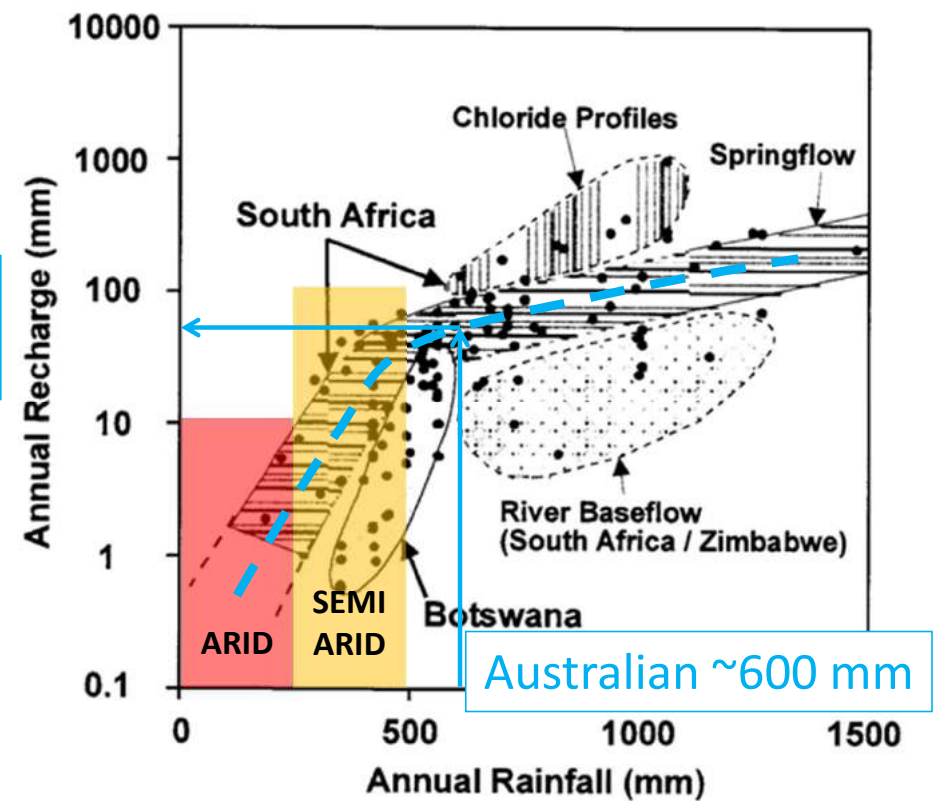 10000
1000
100
10
1
0.1
Annual Recharge (mm)
Chloride Profiles
Springflow
South Africa
River Baseflow
(South Africa / Zimbabwe)
Botswana
ARID
SEMI
ARID
Australian ~600 mm
0
500
1000
1500
Annual Rainfall (mm)